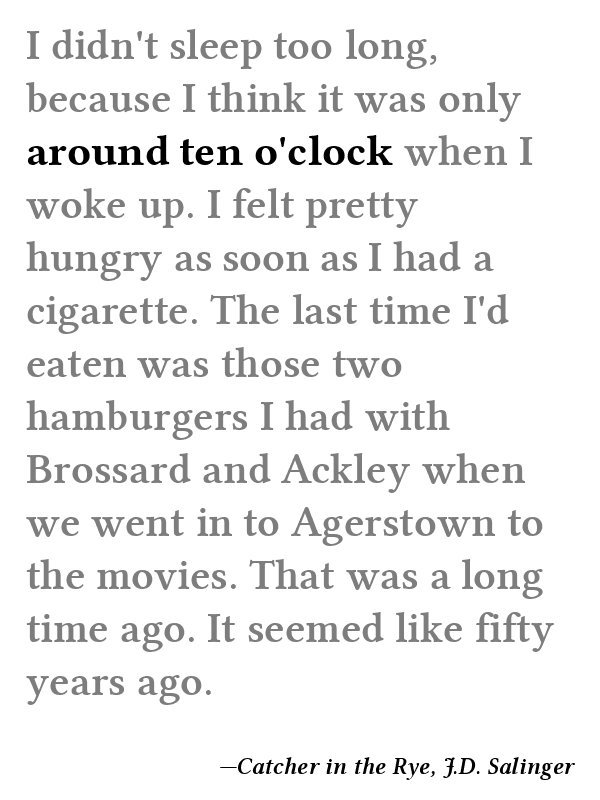 I didn't sleep too long,
because I think it was only
around ten o'clock when I
woke up. I felt pretty
hungry as soon as I had a
cigarette. The last time I'd
eaten was those two
hamburgers I had with
Brossard and Ackley when
we went in to Agerstown to
the movies. That was a long
time ago. It seemed like fifty
years ago.
—Catcher in the Rye, J.D. Salinger